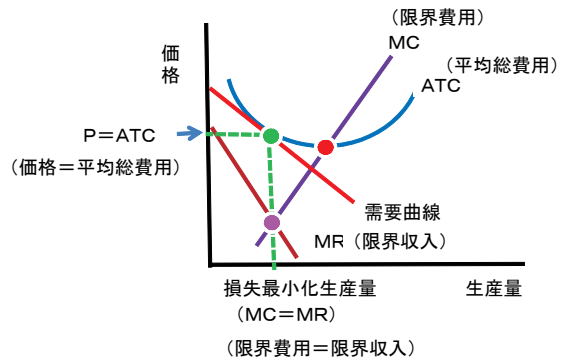 (限界費用)
MC
価格
(平均総費用)
ATC
P=ATC
(価格=平均総費用)
需要曲線
MR(限界収入)
損失最小化生産量
生産量
(MC=MR)
(限界費用=限界収入)